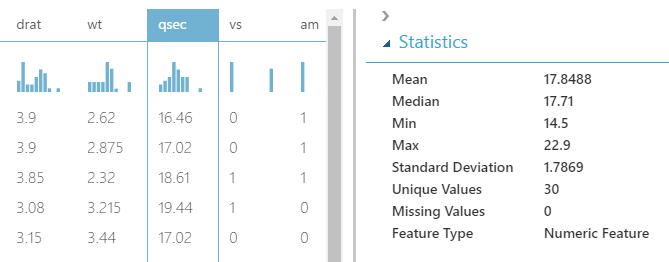 drat wt qsec vs am
3.9 2.62 16.46 0 1
3.9 2.875 17.02 0 1
3.85 2.32 18.61 1 1
3.08 3.215 19.44 1 0
3.15 3.44 17.02 0 0
Statistics
Mean 17.8488
Median 17.71
Min 14.5
Max 22.9
Standard Deviation 1.7869
Unique Values 30
Missing Values 0
Feature Type Numeric Feature